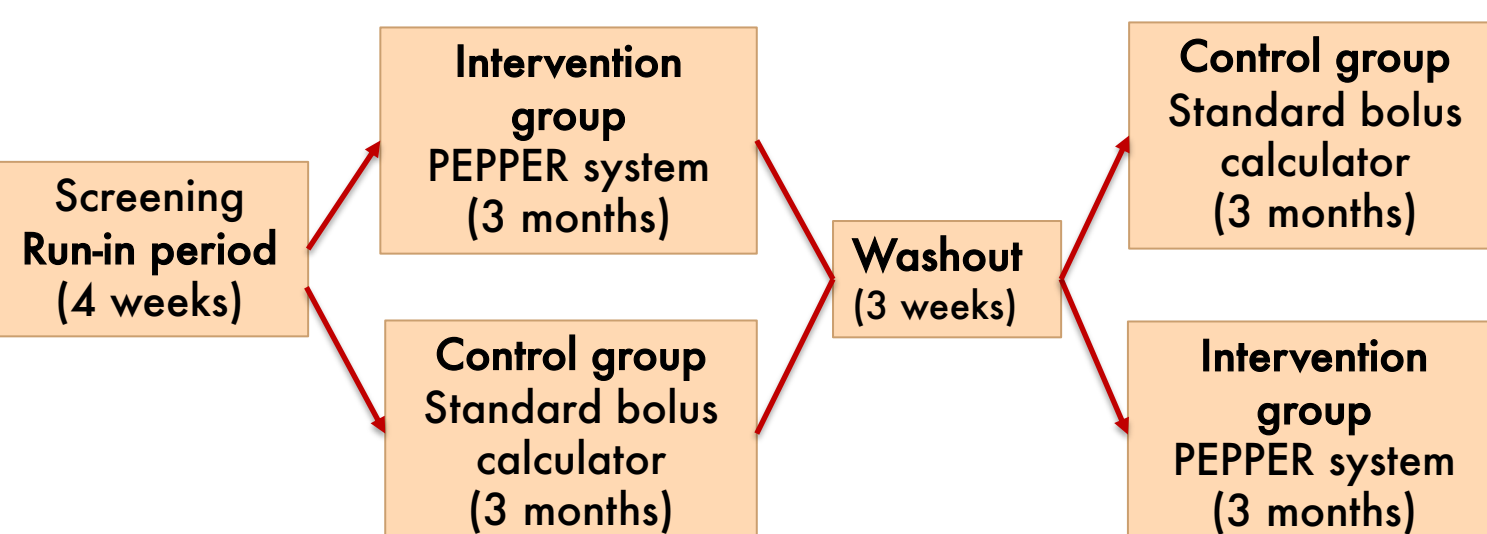 Screening
Run-in period
(4 weeks)
Intervention
group
PEPPER system
(3 months)
Control group
Standard bolus
calculator
(3 months)
Washout
(3 weeks)
Control group
Standard bolus
calculator
(3 months)
Intervention
group
PEPPER system
(3 months)